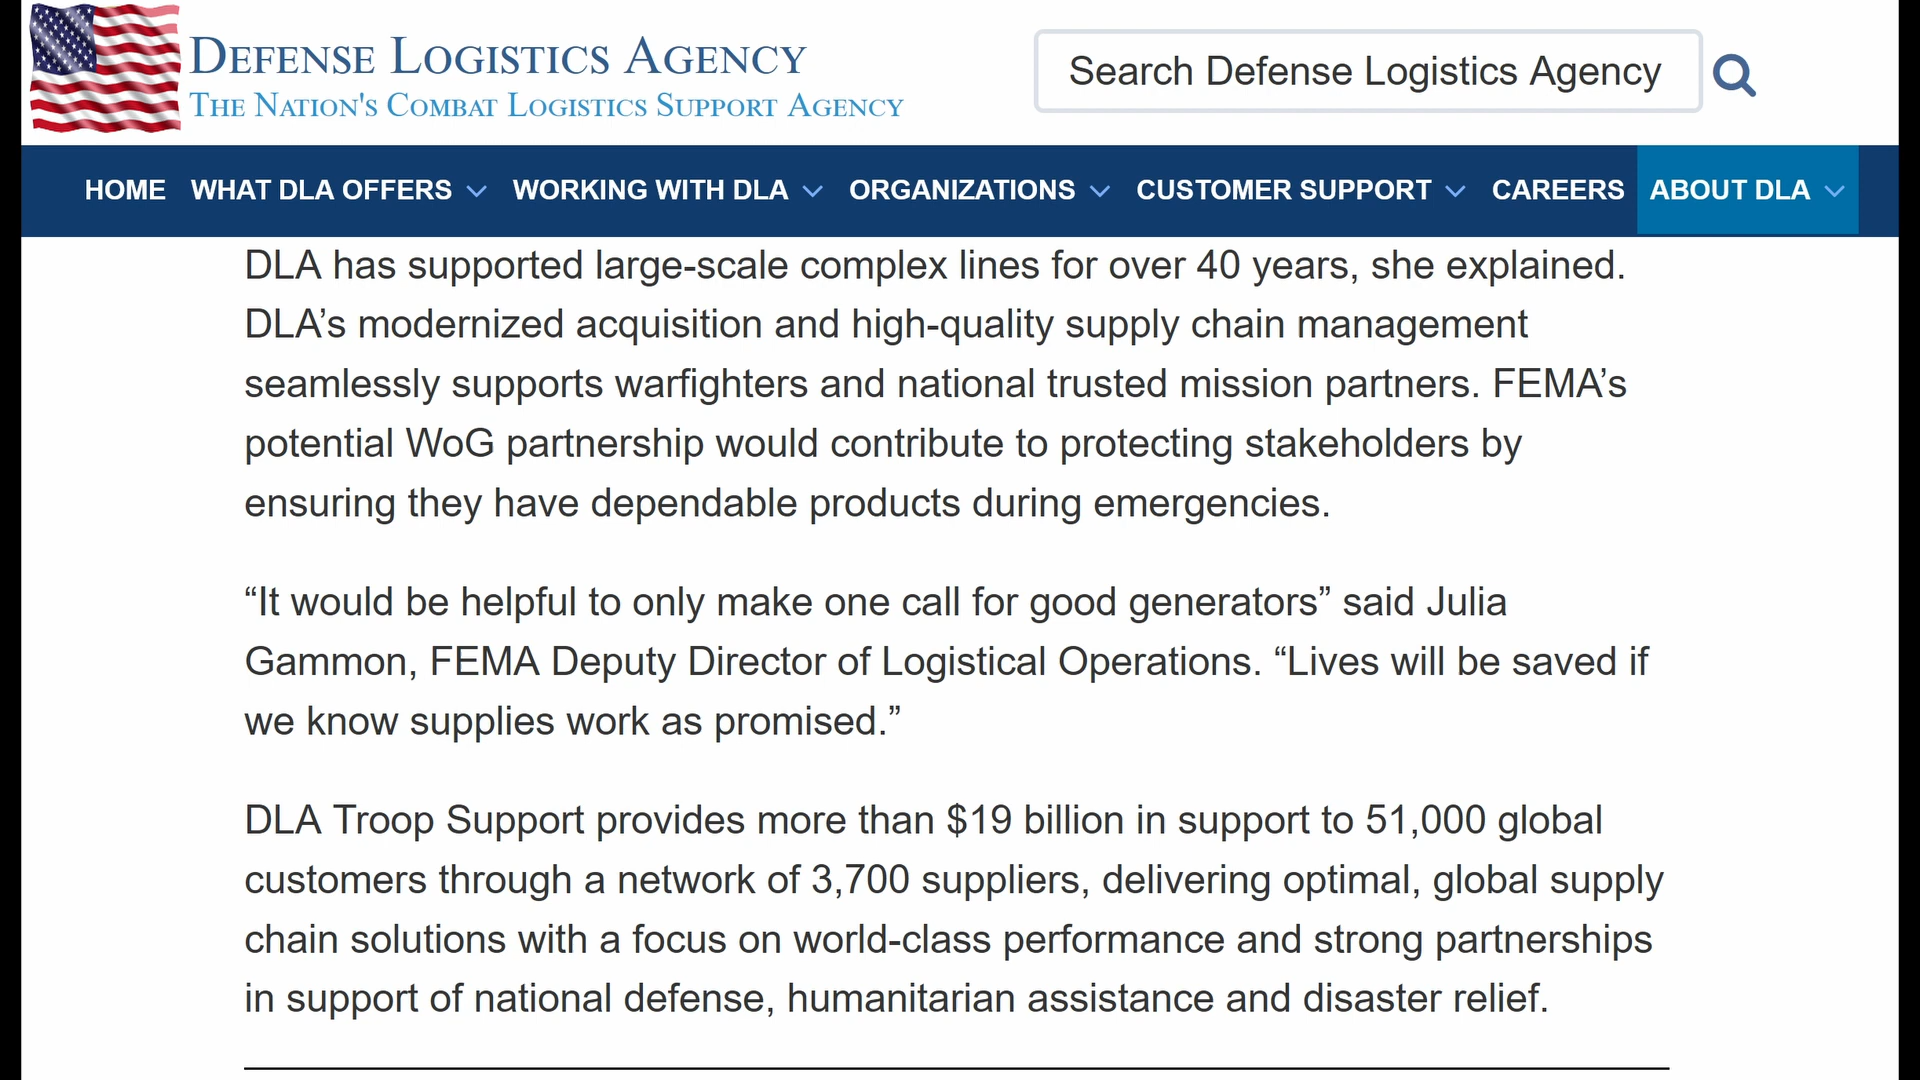 DEFENSE LOGISTICS AGENCY
THE NATION'S COMBAT LOGISTICS SUPPORT AGENCY
Search Defense Logistics Agency
HOME WHAT DLA OFFERS WORKING WITH DLA ORGANIZATIONS CUSTOMER SUPPORT CAREERS ABOUT DLA
DLA has supported large-scale complex lines for over 40 years, she explained.
DLA’s modernized acquisition and high-quality supply chain management
seamlessly supports warfighters and national trusted mission partners. FEMA’s
potential WoG partnership would contribute to protecting stakeholders by
ensuring they have dependable products during emergencies.
“It would be helpful to only make one call for good generators” said Julia
Gammon, FEMA Deputy Director of Logistical Operations. “Lives will be saved if
we know supplies work as promised.”
DLA Troop Support provides more than $19 billion in support to 51,000 global
customers through a network of 3,700 suppliers, delivering optimal, global supply
chain solutions with a focus on world-class performance and strong partnerships
in support of national defense, humanitarian assistance and disaster relief.